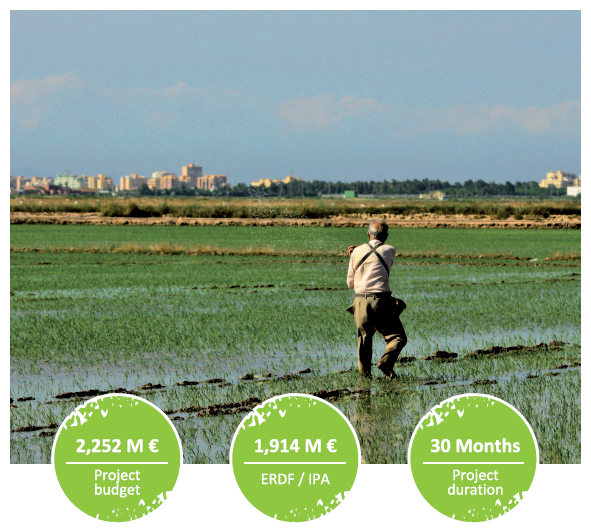 2,252 M €
Project
budget
1,914 M €
ERDF / IPA
30 Months
Project
duration